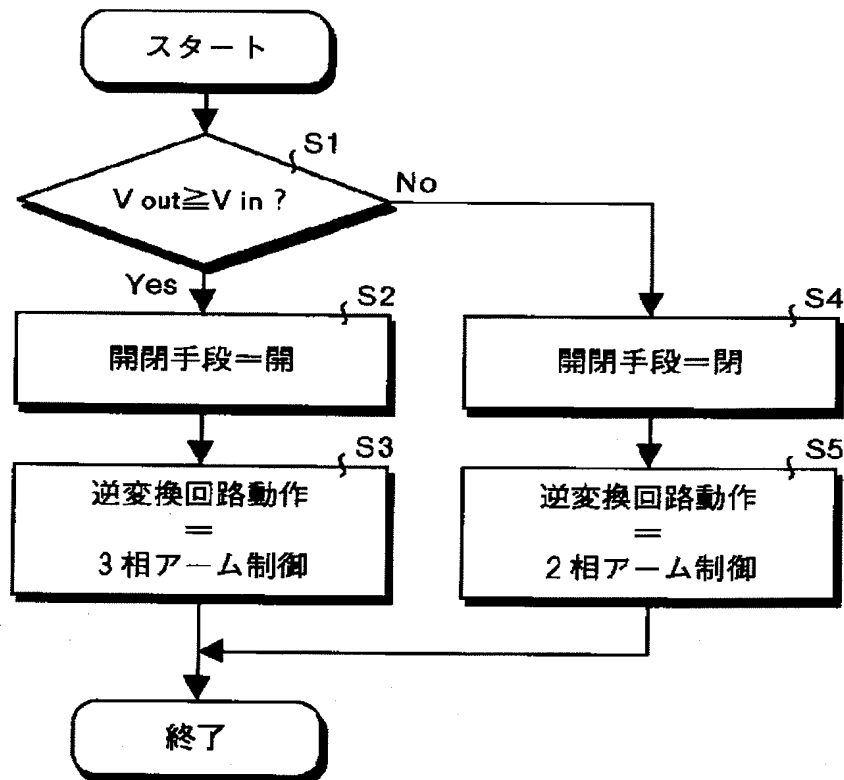 スタート
S1
V out≧V in ?
No
Yes
S2
開閉手段＝開
S3
逆変換回路動作
＝
3相アーム制御
S4
開閉手段＝閉
S5
逆変換回路動作
＝
2相アーム制御
終了